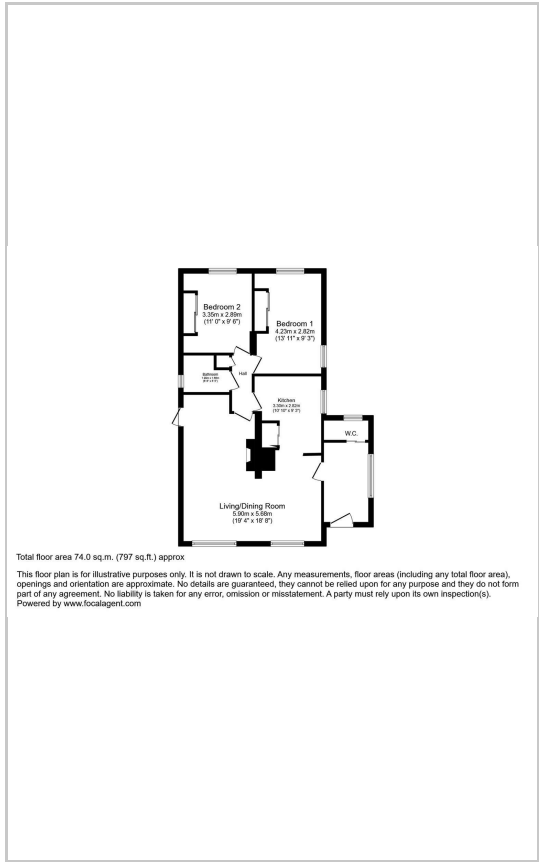 Bedroom 2
3.35m x 2.89m
(11' 0" x 9' 6")
Bedroom 1
4.23m x 2.82m
(13' 11" x 9' 3")
Bathroom
Hall
Kitchen
3.30m x 2.82m
(10' 10" x 9' 3")
W.C.
Living/Dining Room
5.90m x 5.68m
(19' 4" x 18' 8")
Total floor area 74.0 sq.m. (797 sq.ft.) approx
This floor plan is for illustrative purposes only. It is not drawn to scale. Any measurements, floor areas (including any total floor area),
openings and orientation are approximate. No details are guaranteed, they cannot be relied upon for any purpose and they do not form
part of any agreement. No liability is taken for any error, omission or misstatement. A party must rely upon its own inspection(s).
Powered by www.focalagent.com